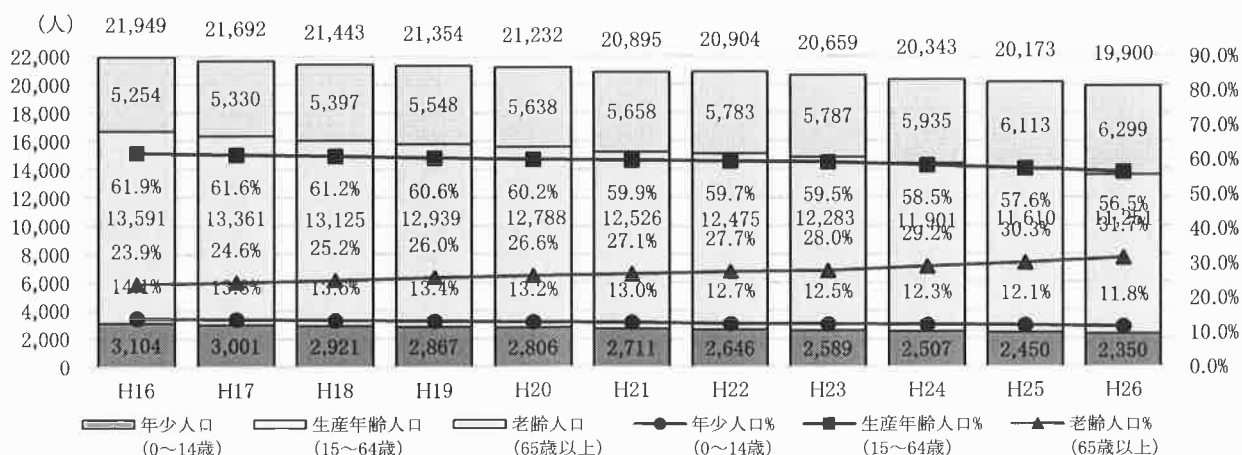 (人) 21,949 21,692 21,443 21,354 21,232 20,895 20,904 20,659 20,343 20,173 19,900
22,000 90.0%
20,000 5,254 5,330 5,397 5,548 5,638 5,658 5,783 5,787 5,935 6,113 6,299 80.0%
18,000 70.0%
16,000 60.0%
14,000 61.9% 61.6% 61.2% 60.6% 60.2% 59.9% 59.7% 59.5% 58.5% 57.6% 56.5% 50.0%
12,000 13,591 13,361 13,125 12,939 12,788 12,526 12,475 12,283 11,901 11,610 11,251 40.0%
10,000 23.9% 24.6% 25.2% 26.0% 26.6% 27.1% 27.7% 28.0% 29.2% 30.3% 31.7%
8,000 30.0%
6,000 14.1% 13.8% 13.6% 13.4% 13.2% 13.0% 12.7% 12.5% 12.3% 12.1% 11.8% 20.0%
4,000 10.0%
2,000 3,104 3,001 2,921 2,867 2,806 2,711 2,646 2,589 2,507 2,450 2,350
0 0.0%
H16 H17 H18 H19 H20 H21 H22 H23 H24 H25 H26
年少人口 生産年齢人口 老齢人口 年少人口% 生産年齢人口% 老齢人口%
(0～14歳) (15～64歳) (65歳以上) (0～14歳) (15～64歳) (65歳以上)